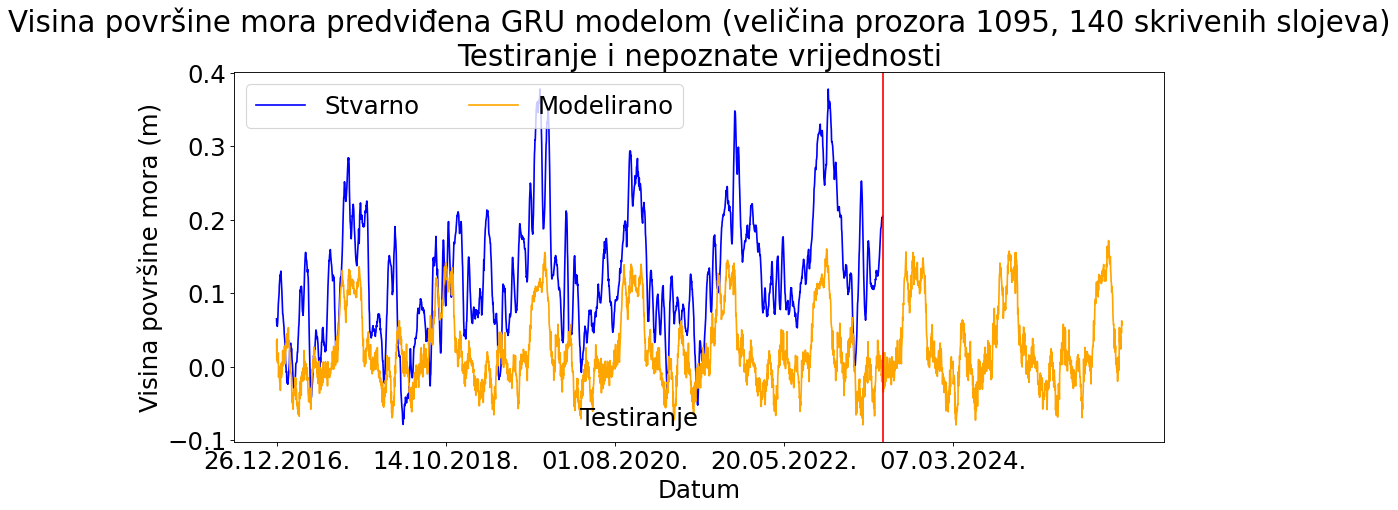 Visina površine mora predviđena GRU modelom (veličina prozora 1095, 140 skrivenih slojeva)
Testiranje i nepoznate vrijednosti
Stvarno
Modelirano
Visina površine mora (m)
0.4
0.3
0.2
0.1
0.0
−0.1
Testiranje
26.12.2016.
14.10.2018.
01.08.2020.
20.05.2022.
07.03.2024.
Datum